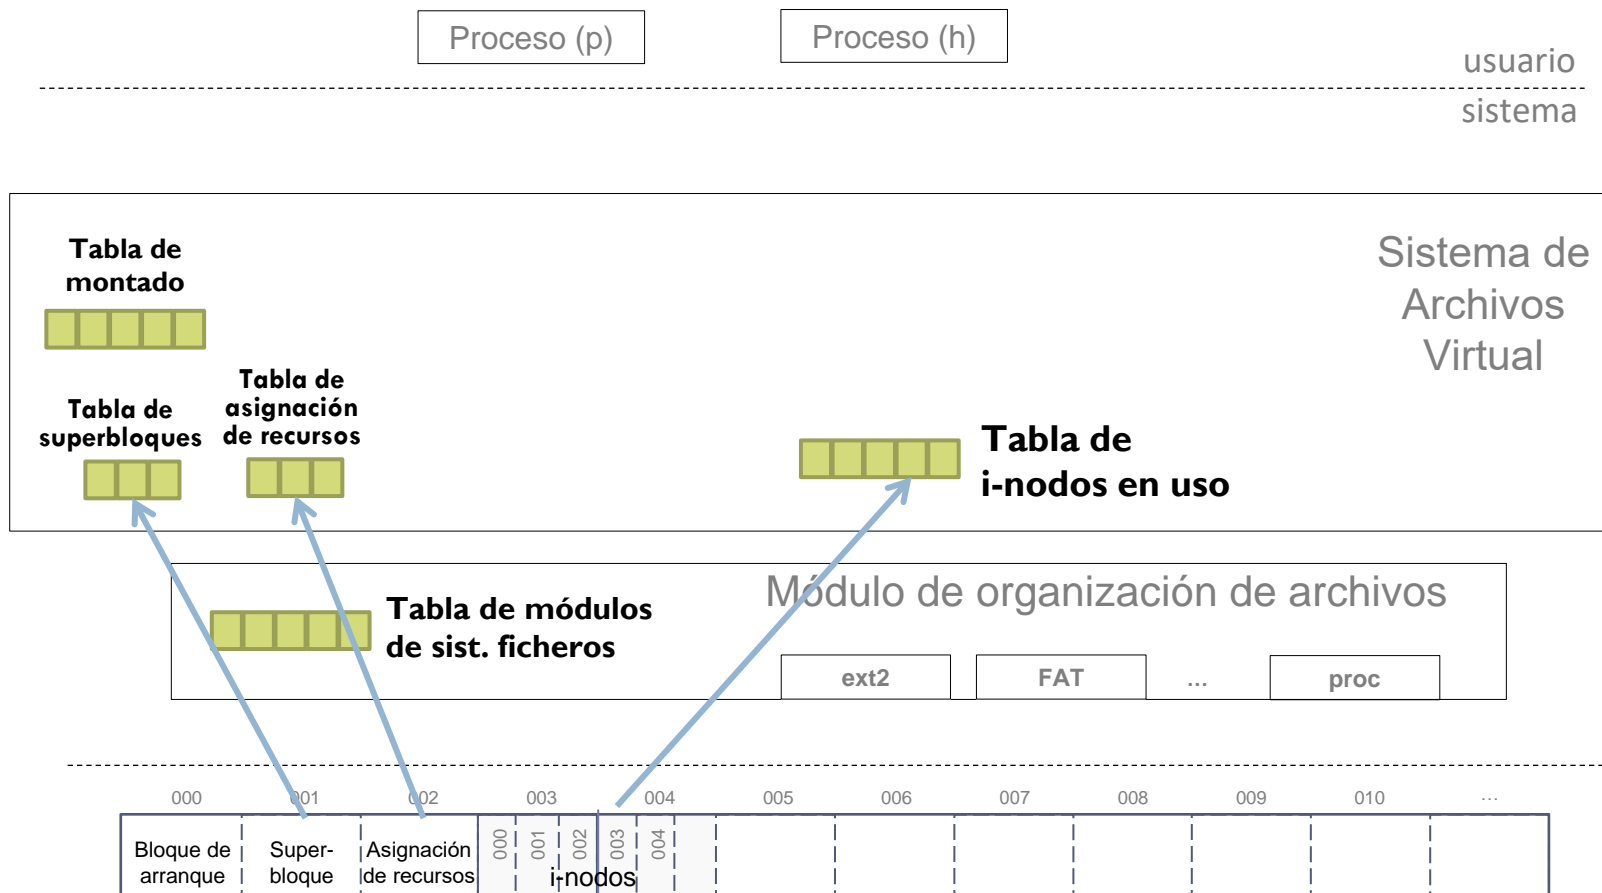 Proceso (p)
Proceso (h)
usuario
sistema
Tabla de
montado
Sistema de
Archivos
Virtual
Tabla de
superbloques
Tabla de
asignación
de recursos
Tabla de
i-nodos en uso
Módulo de organización de archivos
Tabla de módulos
de sist. ficheros
ext2
FAT
...
proc
000
001
002
003
004
005
006
007
008
009
010
...
Bloque de
arranque
Super-
bloque
Asignación
de recursos
000
001
002
003
004
i-nodos